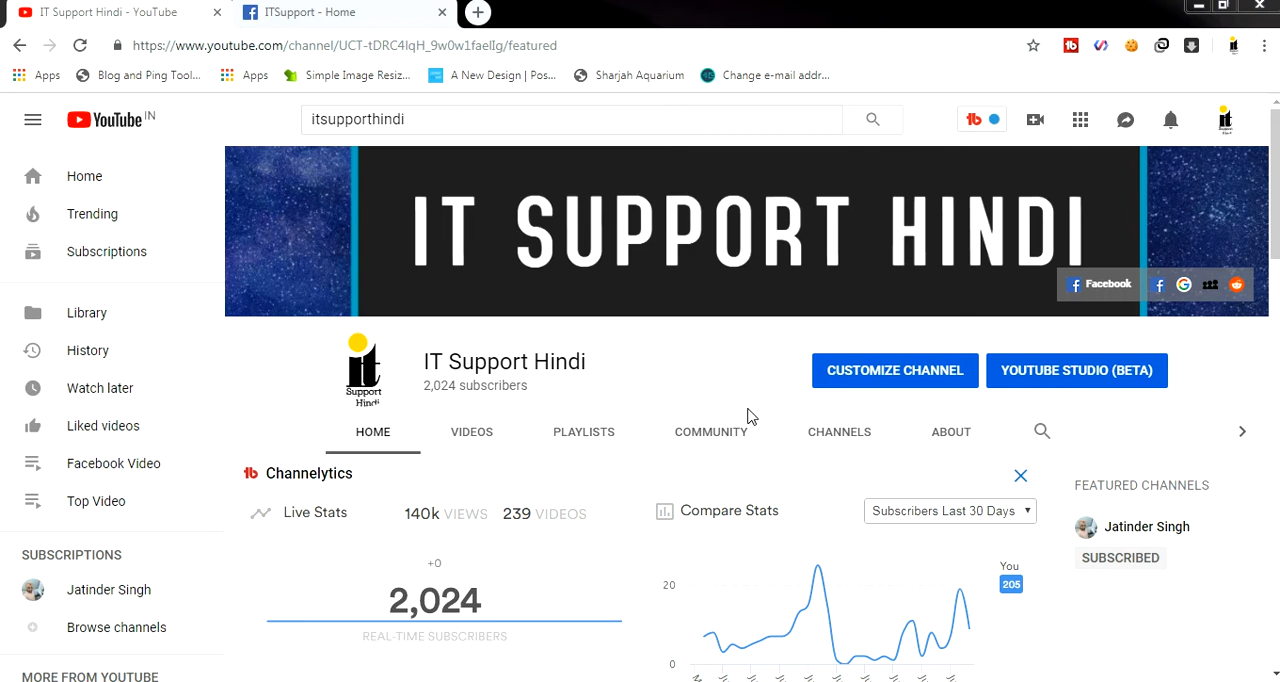 IT Support Hindi - YouTube
ITSupport - Home
https://www.youtube.com/channel/UCT-tDRC4IqH_9w0w1faelIg/featured
Apps Blog and Ping Tool... Apps Simple Image Resiz... A New Design | Pos... Sharjah Aquarium Change e-mail addr...
YouTube IN
itsupporthindi
Home
Trending
Subscriptions
Library
History
Watch later
Liked videos
Facebook Video
Top Video
SUBSCRIPTIONS
Jatinder Singh
Browse channels
MORE FROM YOUTUBE
IT SUPPORT HINDI
Facebook
it
Support
Hindi
IT Support Hindi
2,024 subscribers
CUSTOMIZE CHANNEL YOUTUBE STUDIO (BETA)
HOME VIDEOS PLAYLISTS COMMUNITY CHANNELS ABOUT
tb Channelytics
Live Stats 140k VIEWS 239 VIDEOS
+0
2,024
REAL-TIME SUBSCRIBERS
Compare Stats Subscribers Last 30 Days
You
205
20
0
FEATURED CHANNELS
Jatinder Singh
SUBSCRIBED